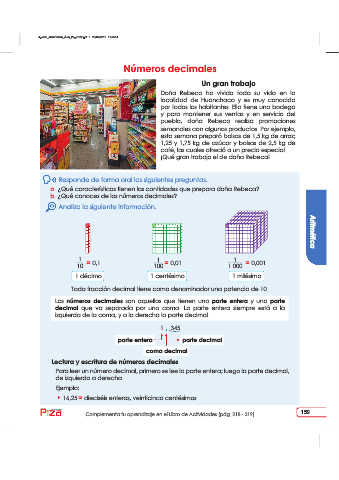 Números decimales
Un gran trabajo
Doña Rebeca ha vivido toda su vida en la
localidad de Huanchaco y es muy conocida
por todos los habitantes. Ella tiene una bodega
y para mantener sus ventas y en servicio del
pueblo, doña Rebeca realiza promociones
semanales con algunos productos. Por ejemplo,
esta semana preparó bolsas de 1,5 kg de arroz,
1,25 y 1,75 kg de azúcar y bolsas de 2,5 kg de
café, las cuales ofreció a un precio especial.
¡Qué gran trabajo el de doña Rebeca!
Responde de forma oral las siguientes preguntas.
a ¿Qué características tienen las cantidades que prepara doña Rebeca?
b ¿Qué conoces de los números decimales?
Analiza la siguiente información.
1/10 = 0,1
1/100 = 0,01
1/1 000 = 0,001
1 décimo
1 centésimo
1 milésimo
Toda fracción decimal tiene como denominador una potencia de 10.
Los números decimales son aquellos que tienen una parte entera y una parte
decimal que va separada por una coma. La parte entera siempre está a la
izquierda de la coma, y a la derecha la parte decimal.
1 , 345
parte entera
parte decimal
coma decimal
Lectura y escritura de números decimales
Para leer un número decimal, primero se lee la parte entera; luego la parte decimal,
de izquierda a derecha.
Ejemplo:
• 16,25 = dieciséis enteros, veinticinco centésimos
Aritmética
Complementa tu aprendizaje en el Libro de Actividades (pág. 218 - 219)
159